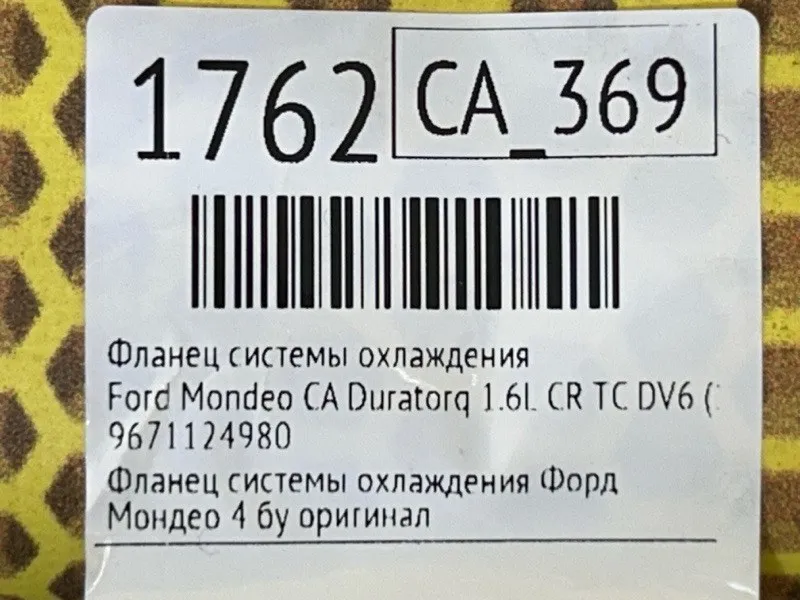 1762 CA_369
Фланец системы охлаждения
Ford Mondeo CA Duratorq 1.6L CR TC DV6 (
9671124980
Фланец системы охлаждения Форд
Мондео 4 бу оригинал